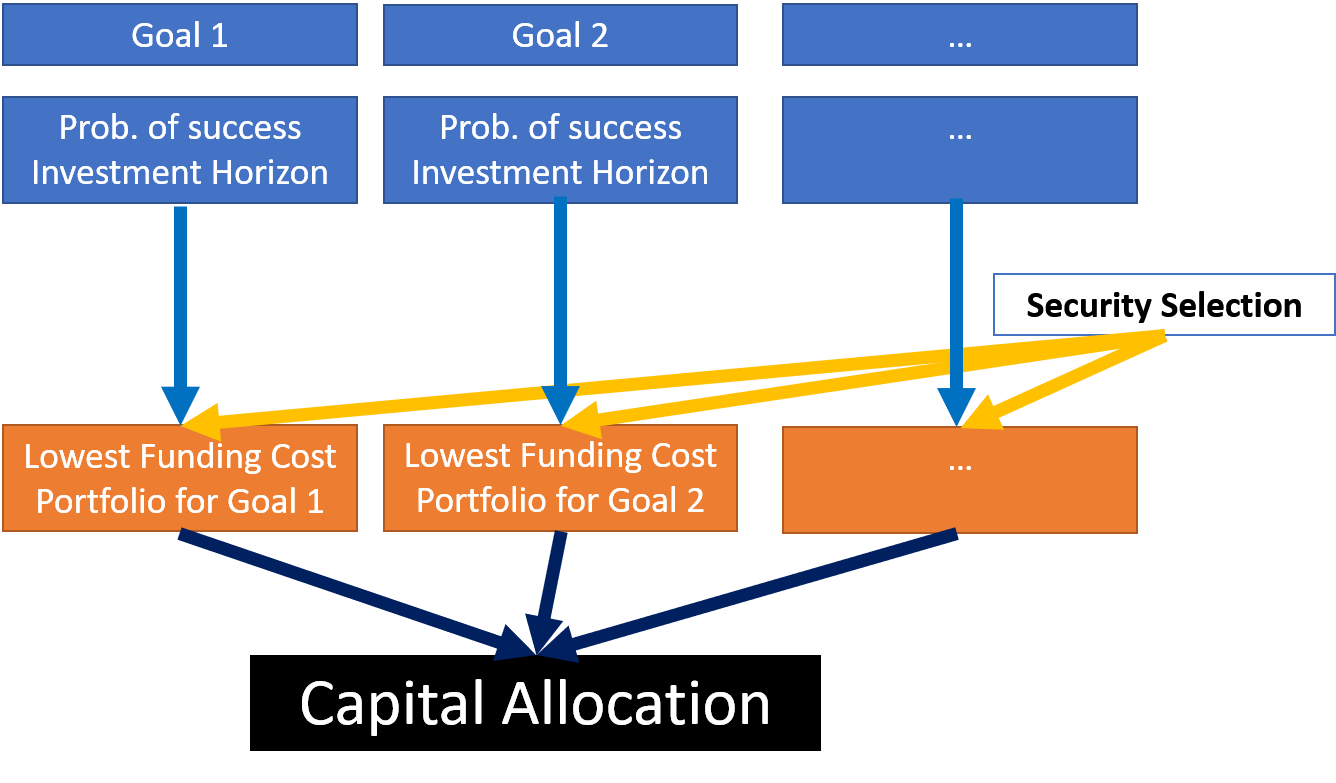 Goal 1
Goal 2
...
Prob. of success
Investment Horizon
Prob. of success
Investment Horizon
...
Security Selection
Lowest Funding Cost
Portfolio for Goal 1
Lowest Funding Cost
Portfolio for Goal 2
...
Capital Allocation